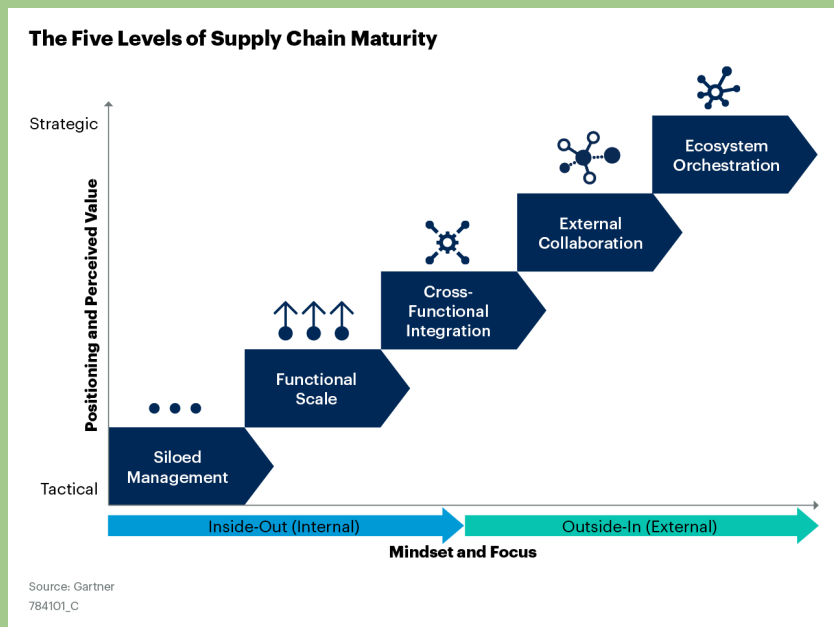 The Five Levels of Supply Chain Maturity
Strategic
Positioning and Perceived Value
Tactical
Ecosystem
Orchestration
External
Collaboration
Cross-
Functional
Integration
Functional
Scale
Siloed
Management
Inside-Out (Internal)
Outside-In (External)
Mindset and Focus
Source: Gartner
784101_C